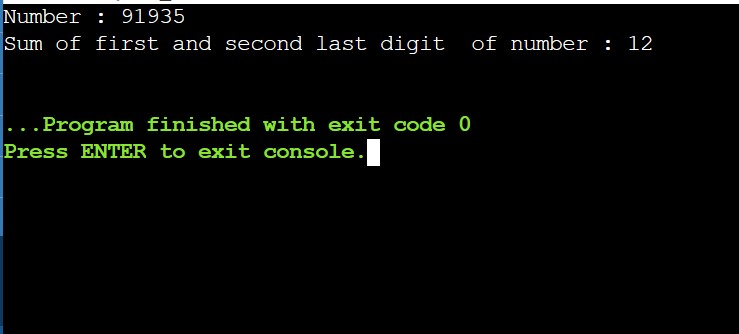 Number : 91935
Sum of first and second last digit  of number : 12
...Program finished with exit code 0
Press ENTER to exit console.